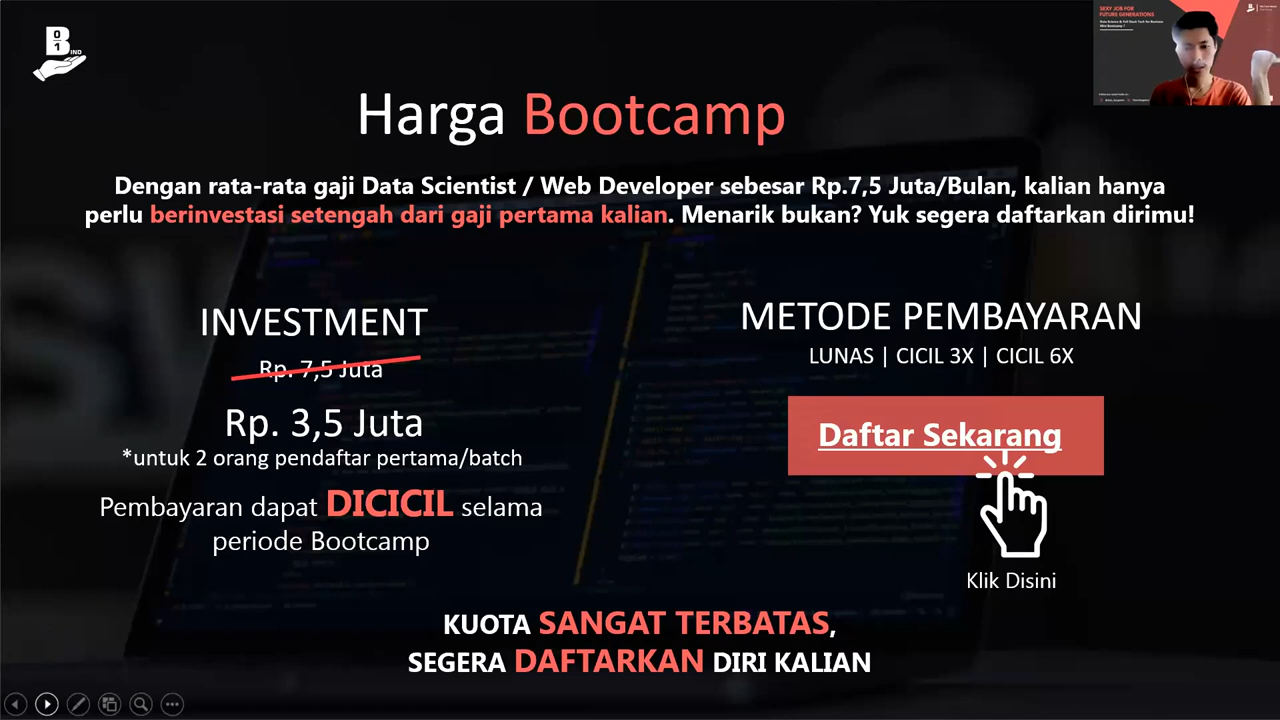 B
0
1
IND
SEXY JOB FOR
FUTURE GENERATIONS
Harga Bootcamp
Dengan rata-rata gaji Data Scientist / Web Developer sebesar Rp.7,5 Juta/Bulan, kalian hanya
perlu berinvestasi setengah dari gaji pertama kalian. Menarik bukan? Yuk segera daftarkan dirimu!
INVESTMENT
Rp. 7,5 Juta
Rp. 3,5 Juta
*untuk 2 orang pendaftar pertama/batch
Pembayaran dapat DICICIL selama
periode Bootcamp
METODE PEMBAYARAN
LUNAS | CICIL 3X | CICIL 6X
Daftar Sekarang
Klik Disini
KUOTA SANGAT TERBATAS,
SEGERA DAFTARKAN DIRI KALIAN